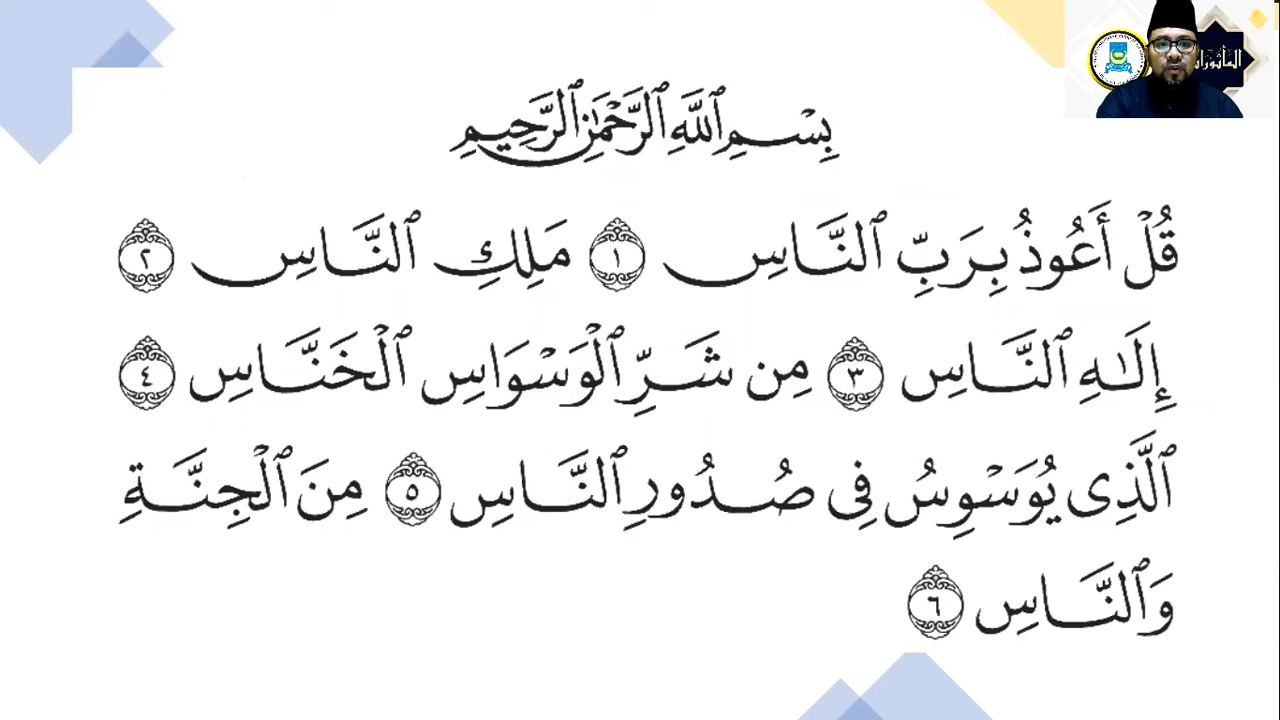 المأثورات
بِسْمِ ٱللَّهِ ٱلرَّحْمَٰنِ ٱلرَّحِيمِ
قُلْ أَعُوذُ بِرَبِّ ٱلنَّاسِ ١ مَلِكِ ٱلنَّاسِ ٢
إِلَٰهِ ٱلنَّاسِ ٣ مِن شَرِّ ٱلْوَسْوَاسِ ٱلْخَنَّاسِ ٤
ٱلَّذِى يُوَسْوِسُ فِى صُدُورِ ٱلنَّاسِ ٥ مِنَ ٱلْجِنَّةِ
وَٱلنَّاسِ ٦